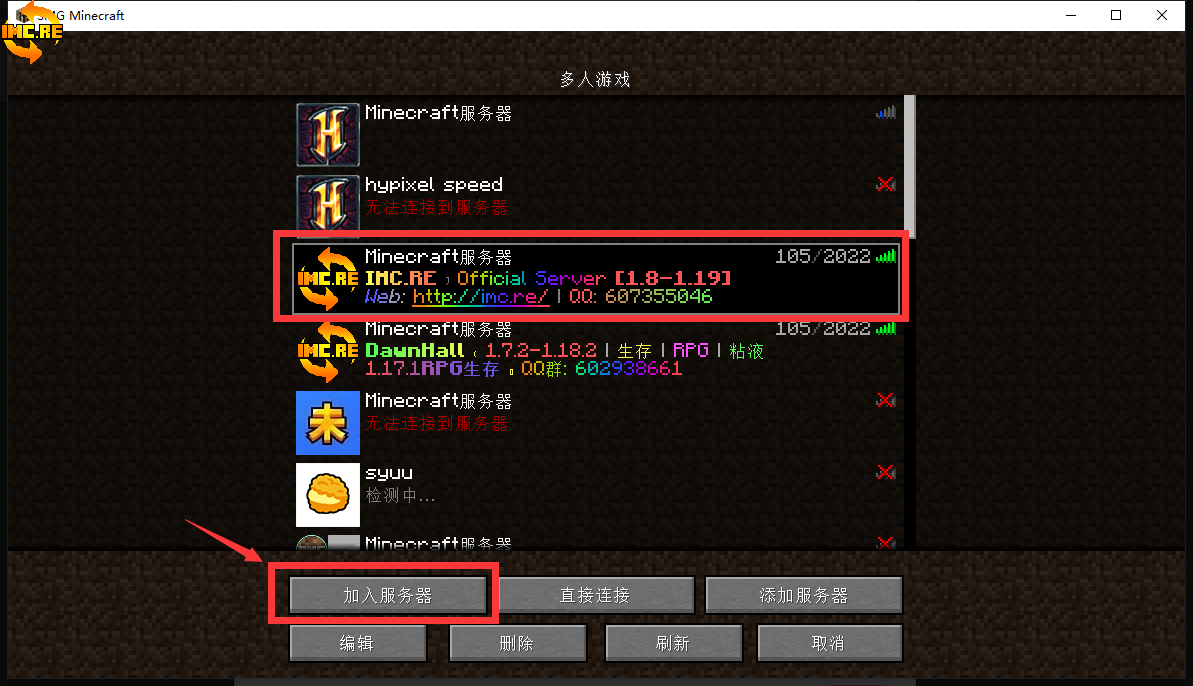 SMG Minecraft
IMC.RE
多人游戏
Minecraft服务器
hypixel speed
无法连接到服务器
Minecraft服务器 105/2022
IMC.RE
IMC.RE , Official Server [1.8-1.19]
Web: http://imc.re/ | QQ: 607355046
Minecraft服务器 105/2022
IMC.RE
DawnHall , 1.7.2-1.18.2 | 生存 | RPG | 粘液
1.17.1RPG生存 。QQ群: 602938661
Minecraft服务器
未
无法连接到服务器
syuu
检测中...
Minecraft服务器
加入服务器 直接连接 添加服务器
编辑 删除 刷新 取消